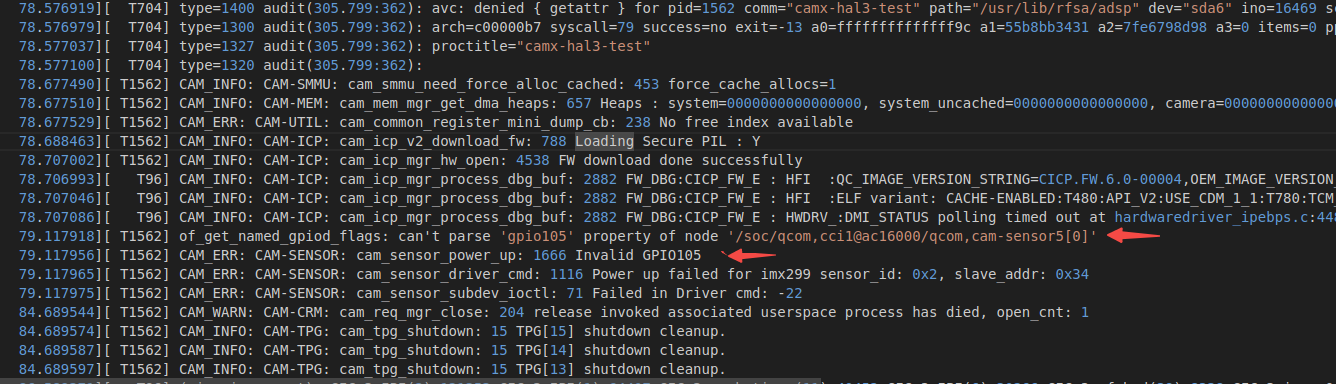 78.576919][ T704] type=1400 audit(305.799:362): avc: denied { getattr } for pid=1562 comm="camx-hal3-test" path="/usr/lib/rfsa/adsp" dev="sda6" ino=16469
78.576979][ T704] type=1300 audit(305.799:362): arch=c00000b7 syscall=79 success=no exit=-13 a0=ffffffffffffff9c a1=55b8bb3431 a2=7fe6798d98 a3=0 items=0
78.577037][ T704] type=1327 audit(305.799:362): proctitle="camx-hal3-test"
78.577100][ T704] type=1320 audit(305.799:362):
78.677490][ T1562] CAM_INFO: CAM-SMMU: cam_smmu_need_force_alloc_cached: 453 force_cache_allocs=1
78.677510][ T1562] CAM_INFO: CAM-MEM: cam_mem_mgr_get_dma_heaps: 657 Heaps : system=0000000000000000, system_uncached=0000000000000000, camera=00000000000000
78.677529][ T1562] CAM_ERR: CAM-UTIL: cam_common_register_mini_dump_cb: 238 No free index available
78.688463][ T1562] CAM_INFO: CAM-ICP: cam_icp_v2_download_fw: 788 Loading Secure PIL : Y
78.707002][ T1562] CAM_INFO: CAM-ICP: cam_icp_mgr_hw_open: 4538 FW download done successfully
78.706993][ T96] CAM_INFO: CAM-ICP: cam_icp_mgr_process_dbg_buf: 2882 FW_DBG:CICP_FW_E : HFI :QC_IMAGE_VERSION_STRING=CICP.FW.6.0-00004,OEM_IMAGE_VERSION
78.707046][ T96] CAM_INFO: CAM-ICP: cam_icp_mgr_process_dbg_buf: 2882 FW_DBG:CICP_FW_E : HFI :ELF variant: CACHE-ENABLED:T480:API_V2:USE_CDM_1_1:T780:TCM
78.707086][ T96] CAM_INFO: CAM-ICP: cam_icp_mgr_process_dbg_buf: 2882 FW_DBG:CICP_FW_E : HWDRV :DMI_STATUS polling timed out at hardwaredriver_ipebps.c:448
79.117918][ T1562] of_get_named_gpiod_flags: can't parse 'gpio105' property of node '/soc/qcom,cci1@ac16000/qcom,cam-sensor5[0]'
79.117956][ T1562] CAM_ERR: CAM-SENSOR: cam_sensor_power_up: 1666 Invalid GPIO105
79.117965][ T1562] CAM_INFO: CAM-SENSOR: cam_sensor_driver_cmd: 1116 Power up failed for imx299 sensor_id: 0x2, slave_addr: 0x34
79.117975][ T1562] CAM_ERR: CAM-SENSOR: cam_sensor_subdev_ioctl: 71 Failed in Driver cmd: -22
84.689544][ T1562] CAM_WARN: CAM-CRM: cam_req_mgr_close: 204 release invoked associated userspace process has died, open_cnt: 1
84.689574][ T1562] CAM_INFO: CAM-TPG: cam_tpg_shutdown: 15 TPG[15] shutdown cleanup.
84.689587][ T1562] CAM_INFO: CAM-TPG: cam_tpg_shutdown: 15 TPG[14] shutdown cleanup.
84.689597][ T1562] CAM_INFO: CAM-TPG: cam_tpg_shutdown: 15 TPG[13] shutdown cleanup.